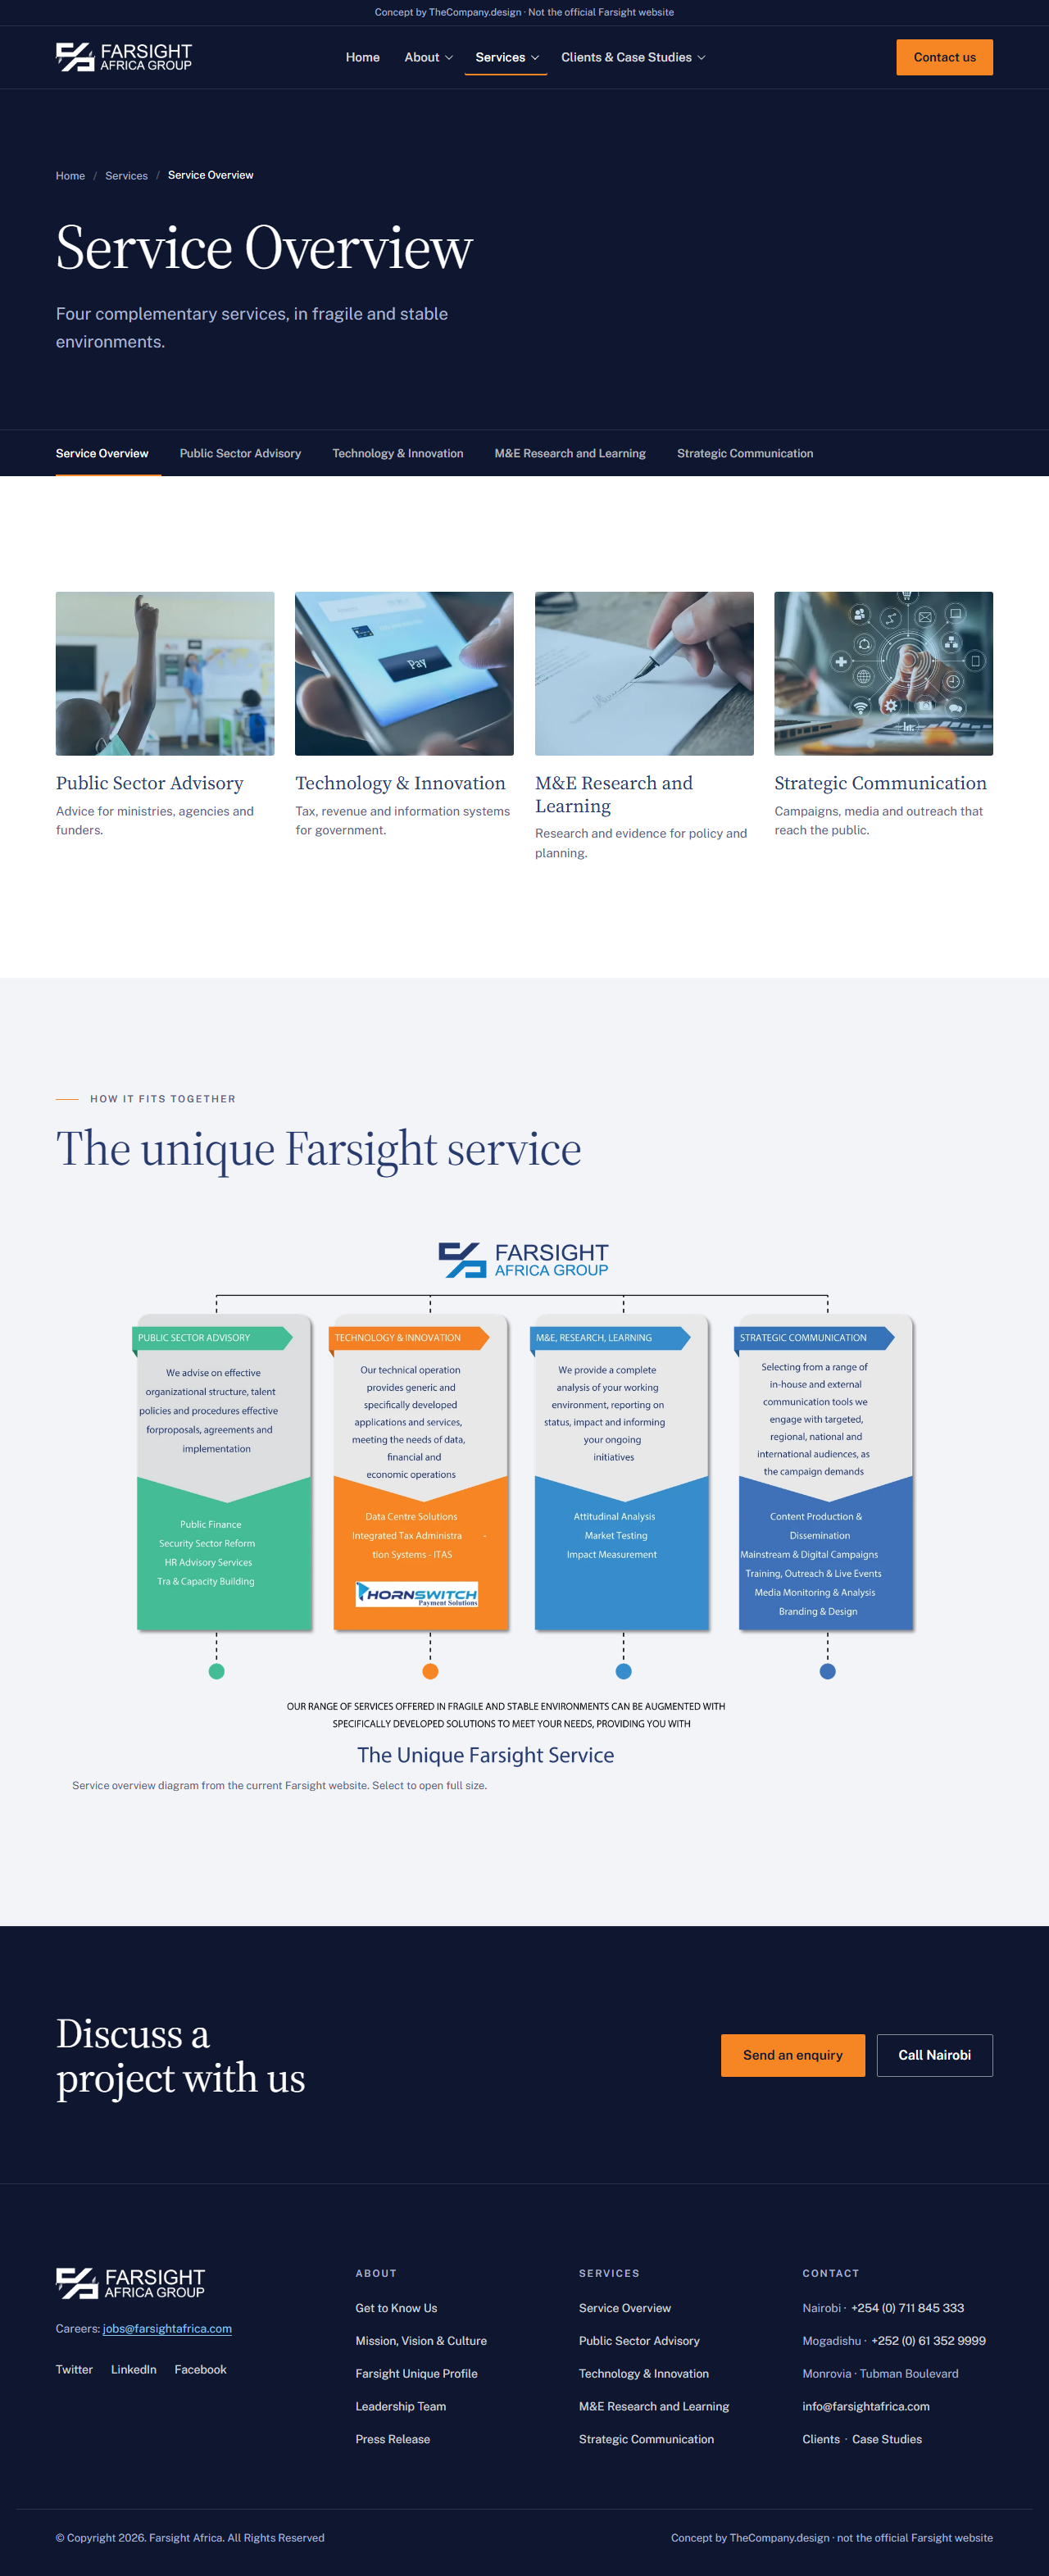 Concept by TheCompany.design · Not the official Farsight website
FARSIGHT
AFRICA GROUP
Home
About
Services
Clients & Case Studies
Contact us
Home / Services / Service Overview
Service Overview
Four complementary services, in fragile and stable
environments.
Service Overview
Public Sector Advisory
Technology & Innovation
M&E Research and Learning
Strategic Communication
Pay
Public Sector Advisory
Advice for ministries, agencies and
funders.
Technology & Innovation
Tax, revenue and information systems
for government.
M&E Research and
Learning
Research and evidence for policy and
planning.
Strategic Communication
Campaigns, media and outreach that
reach the public.
HOW IT FITS TOGETHER
The unique Farsight service
FARSIGHT
AFRICA GROUP
PUBLIC SECTOR ADVISORY
We advise on effective
organizational structure, talent
policies and procedures effective
forproposals, agreements and
implementation
Public Finance
Security Sector Reform
HR Advisory Services
Tra & Capacity Building
TECHNOLOGY & INNOVATION
Our technical operation
provides generic and
specifically developed
applications and services,
meeting the needs of data,
financial and
economic operations
Data Centre Solutions
Integrated Tax Administra -
tion Systems - ITAS
HORNSWITCH
Payment Solutions
M&E, RESEARCH, LEARNING
We provide a complete
analysis of your working
environment, reporting on
status, impact and informing
your ongoing
initiatives
Attitudinal Analysis
Market Testing
Impact Measurement
STRATEGIC COMMUNICATION
Selecting from a range of
in-house and external
communication tools we
engage with targeted,
regional, national and
international audiences, as
the campaign demands
Content Production &
Dissemination
Mainstream & Digital Campaigns
Training, Outreach & Live Events
Media Monitoring & Analysis
Branding & Design
OUR RANGE OF SERVICES OFFERED IN FRAGILE AND STABLE ENVIRONMENTS CAN BE AUGMENTED WITH
SPECIFICALLY DEVELOPED SOLUTIONS TO MEET YOUR NEEDS, PROVIDING YOU WITH
The Unique Farsight Service
Service overview diagram from the current Farsight website. Select to open full size.
Discuss a
project with us
Send an enquiry
Call Nairobi
FARSIGHT
AFRICA GROUP
Careers: jobs@farsightafrica.com
Twitter
LinkedIn
Facebook
ABOUT
Get to Know Us
Mission, Vision & Culture
Farsight Unique Profile
Leadership Team
Press Release
SERVICES
Service Overview
Public Sector Advisory
Technology & Innovation
M&E Research and Learning
Strategic Communication
CONTACT
Nairobi · +254 (0) 711 845 333
Mogadishu · +252 (0) 61 352 9999
Monrovia · Tubman Boulevard
info@farsightafrica.com
Clients · Case Studies
© Copyright 2026. Farsight Africa. All Rights Reserved
Concept by TheCompany.design · not the official Farsight website